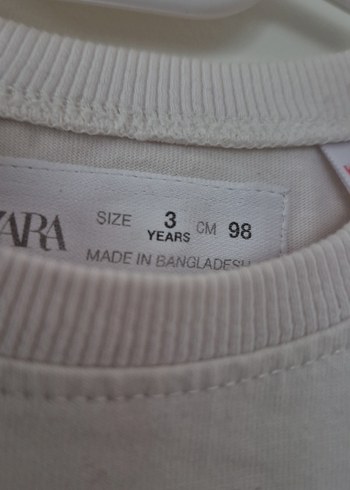 ZARA
SIZE 3 YEARS CM 98
MADE IN BANGLADESH